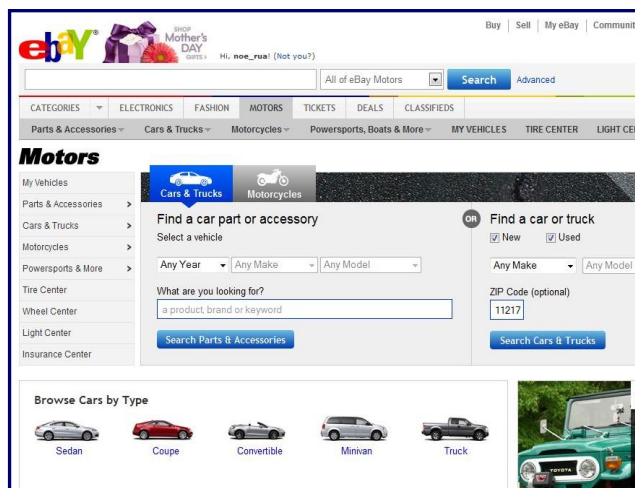 Buy Sell My eBay Communit
ebay
SHOP
Mother's
DAY
GIFTS
Hi, noe_rua! (Not you?)
All of eBay Motors Search Advanced
CATEGORIES ELECTRONICS FASHION MOTORS TICKETS DEALS CLASSIFIEDS
Parts & Accessories Cars & Trucks Motorcycles Powersports, Boats & More MY VEHICLES TIRE CENTER LIGHT CE
Motors
My Vehicles
Parts & Accessories
Cars & Trucks
Motorcycles
Powersports & More
Tire Center
Wheel Center
Light Center
Insurance Center
Cars & Trucks Motorcycles
Find a car part or accessory
Select a vehicle
Any Year Any Make Any Model
What are you looking for?
a product, brand or keyword
Search Parts & Accessories
OR
Find a car or truck
New Used
Any Make Any Model
ZIP Code (optional)
11217
Search Cars & Trucks
Browse Cars by Type
Sedan Coupe Convertible Minivan Truck
TOYOTA